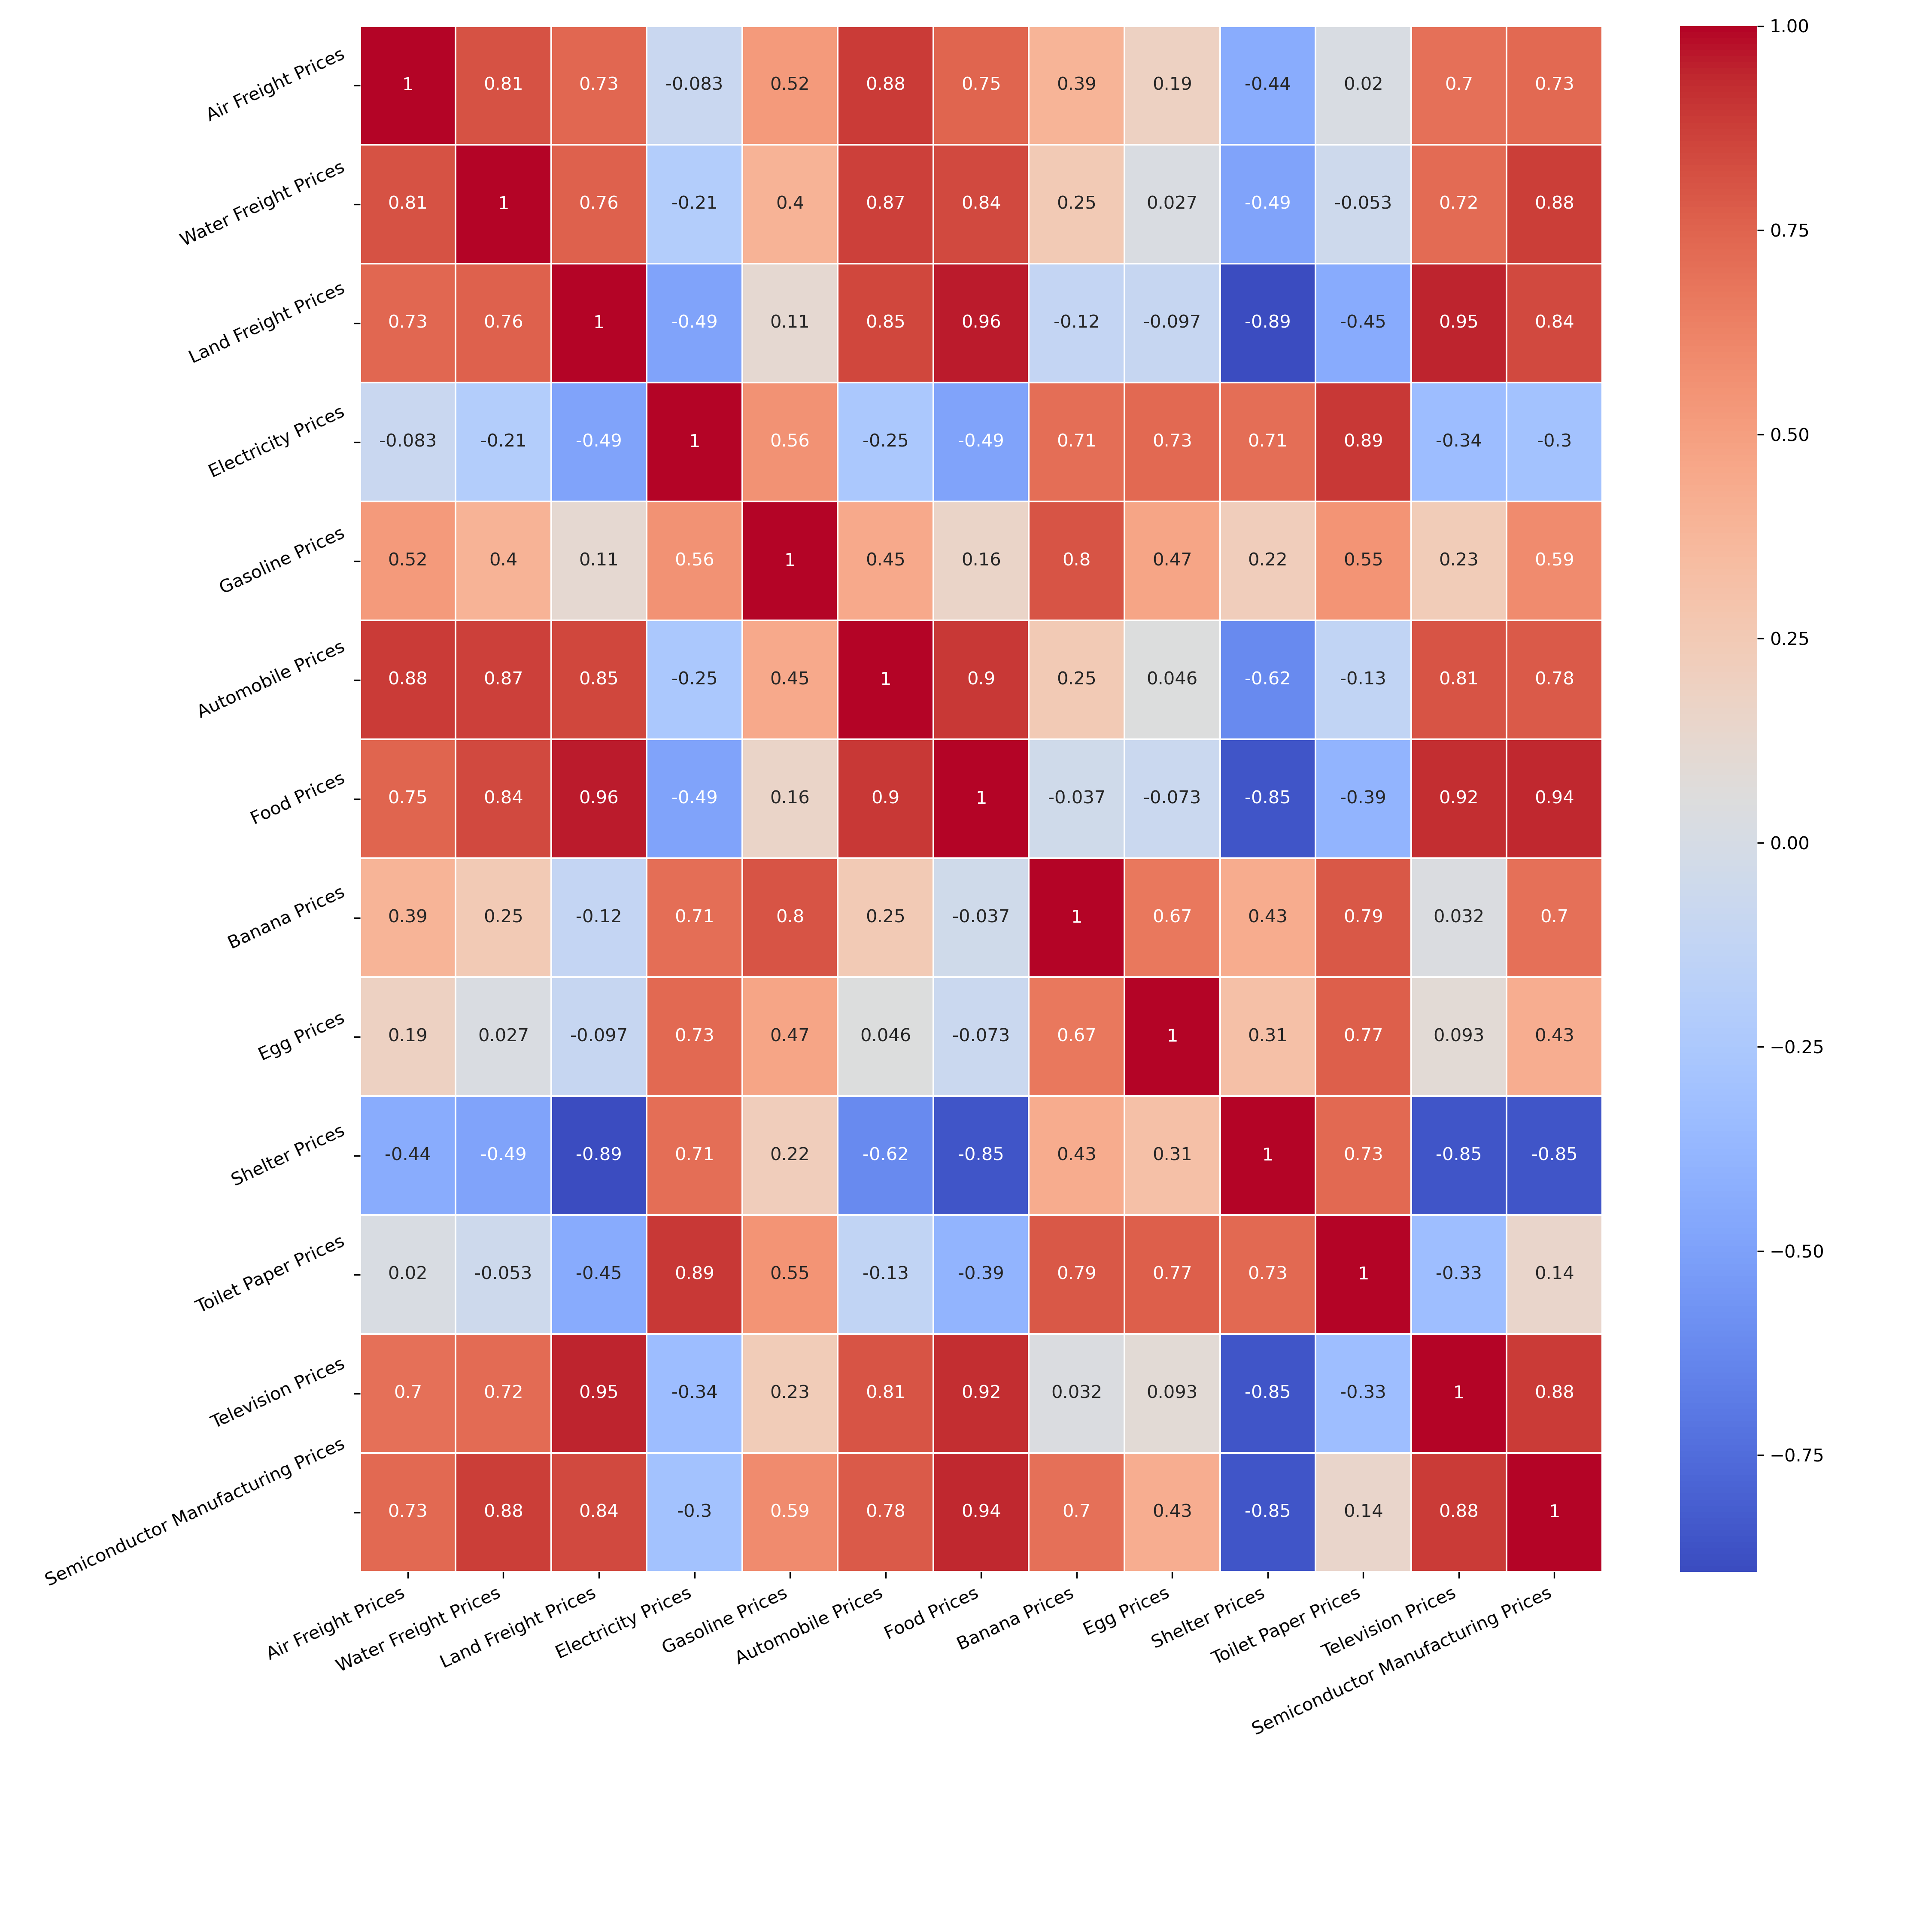 Air Freight Prices 1 0.81 0.73 -0.083 0.52 0.88 0.75 0.39 0.19 -0.44 0.02 0.7 0.73
Water Freight Prices 0.81 1 0.76 -0.21 0.4 0.87 0.84 0.25 0.027 -0.49 -0.053 0.72 0.88
Land Freight Prices 0.73 0.76 1 -0.49 0.11 0.85 0.96 -0.12 -0.097 -0.89 -0.45 0.95 0.84
Electricity Prices -0.083 -0.21 -0.49 1 0.56 -0.25 -0.49 0.71 0.73 0.71 0.89 -0.34 -0.3
Gasoline Prices 0.52 0.4 0.11 0.56 1 0.45 0.16 0.8 0.47 0.22 0.55 0.23 0.59
Automobile Prices 0.88 0.87 0.85 -0.25 0.45 1 0.9 0.25 0.046 -0.62 -0.13 0.81 0.78
Food Prices 0.75 0.84 0.96 -0.49 0.16 0.9 1 -0.037 -0.073 -0.85 -0.39 0.92 0.94
Banana Prices 0.39 0.25 -0.12 0.71 0.8 0.25 -0.037 1 0.67 0.43 0.79 0.032 0.7
Egg Prices 0.19 0.027 -0.097 0.73 0.47 0.046 -0.073 0.67 1 0.31 0.77 0.093 0.43
Shelter Prices -0.44 -0.49 -0.89 0.71 0.22 -0.62 -0.85 0.43 0.31 1 0.73 -0.85 -0.85
Toilet Paper Prices 0.02 -0.053 -0.45 0.89 0.55 -0.13 -0.39 0.79 0.77 0.73 1 -0.33 0.14
Television Prices 0.7 0.72 0.95 -0.34 0.23 0.81 0.92 0.032 0.093 -0.85 -0.33 1 0.88
Semiconductor Manufacturing Prices 0.73 0.88 0.84 -0.3 0.59 0.78 0.94 0.7 0.43 -0.85 0.14 0.88 1
Air Freight Prices
Water Freight Prices
Land Freight Prices
Electricity Prices
Gasoline Prices
Automobile Prices
Food Prices
Banana Prices
Egg Prices
Shelter Prices
Toilet Paper Prices
Television Prices
Semiconductor Manufacturing Prices
1.00
0.75
0.50
0.25
0.00
−0.25
−0.50
−0.75